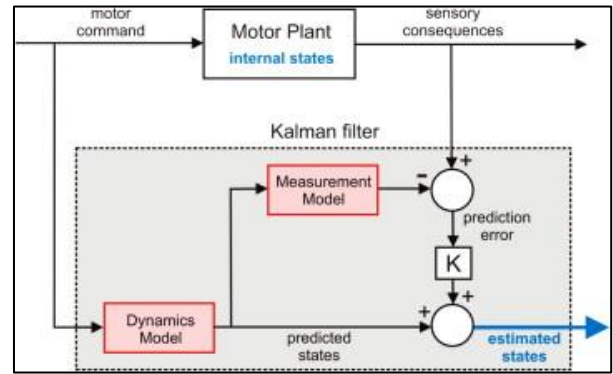 motor
command
Motor Plant
internal states
sensory
consequences
Kalman filter
+
Measurement
Model
-
prediction
error
K
+
+
Dynamics
Model
predicted
states
estimated
states